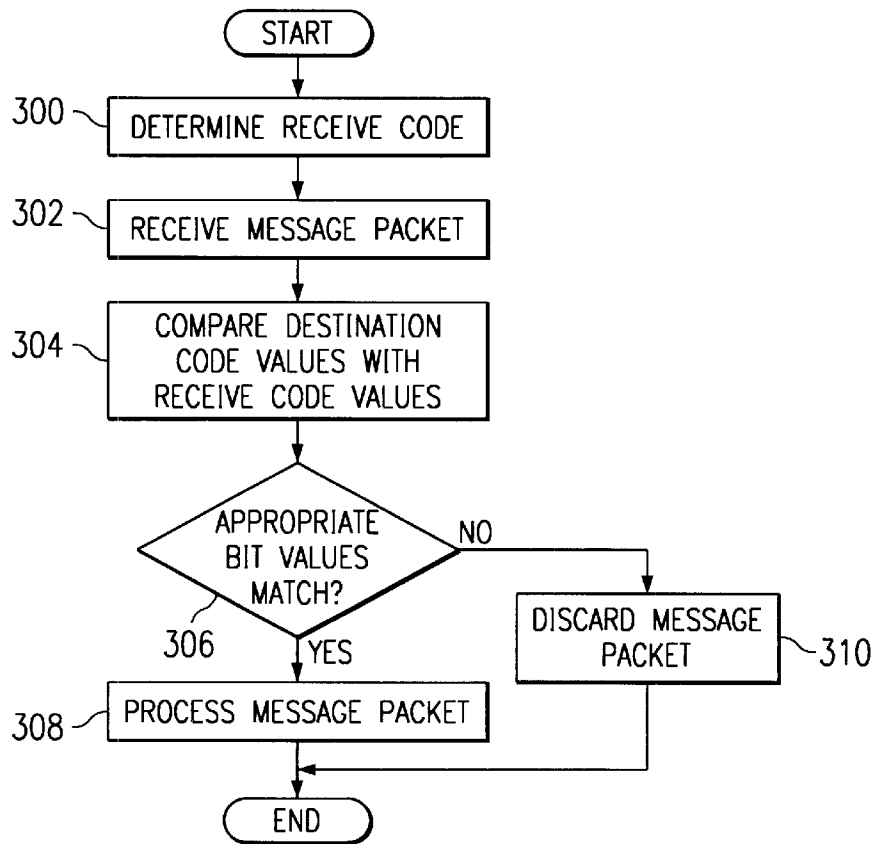 START
300
DETERMINE RECEIVE CODE
302
RECEIVE MESSAGE PACKET
304
COMPARE DESTINATION
CODE VALUES WITH
RECEIVE CODE VALUES
APPROPRIATE
BIT VALUES
MATCH?
NO
306
YES
DISCARD MESSAGE
PACKET
310
308
PROCESS MESSAGE PACKET
END